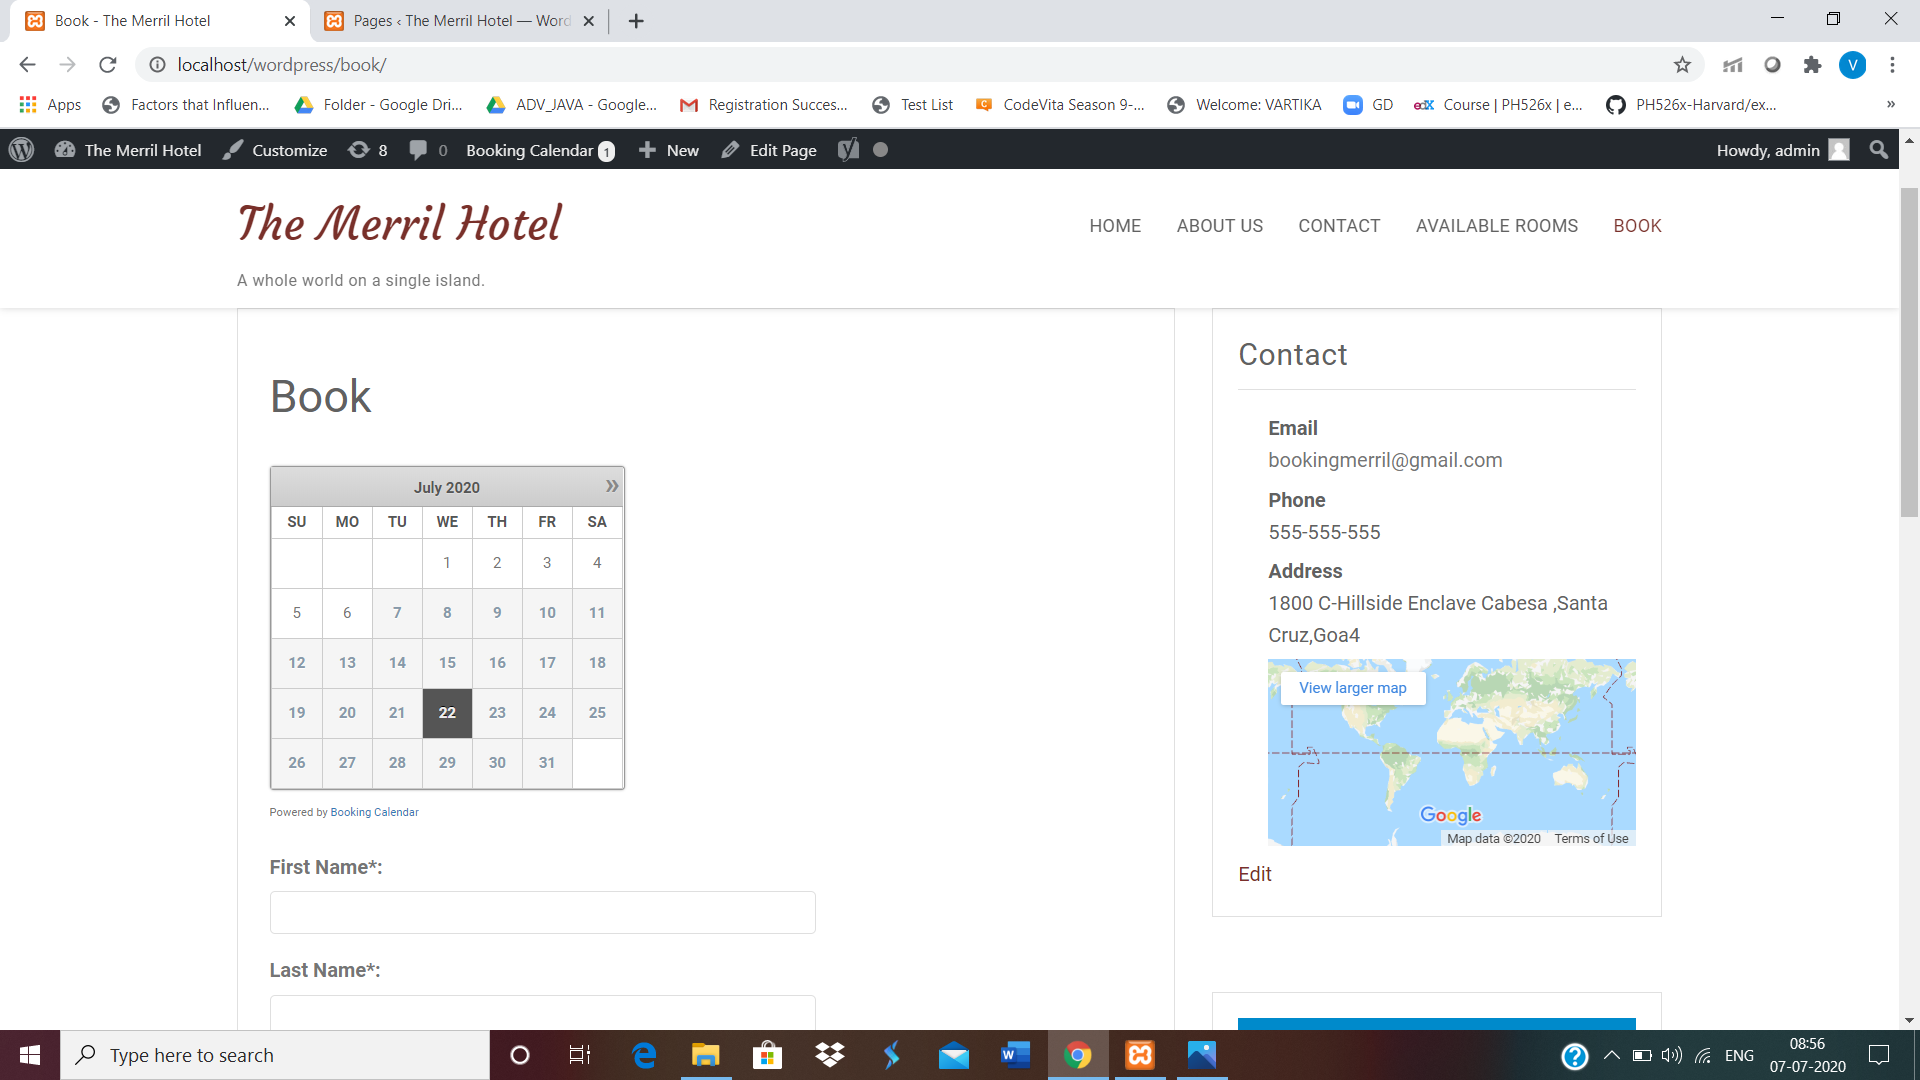 Book - The Merril Hotel
Pages ‹ The Merril Hotel — Word
localhost/wordpress/book/
V
Apps
Factors that Influen...
Folder - Google Dri...
ADV_JAVA - Google...
Registration Succes...
Test List
CodeVita Season 9-...
Welcome: VARTIKA
GD
edX
Course | PH526x | e...
PH526x-Harvard/ex...
»
The Merril Hotel
Customize
8
0
Booking Calendar 1
New
Edit Page
Howdy, admin
The Merril Hotel
HOME
ABOUT US
CONTACT
AVAILABLE ROOMS
BOOK
A whole world on a single island.
Book
July 2020
»
SU MO TU WE TH FR SA
1 2 3 4
5 6 7 8 9 10 11
12 13 14 15 16 17 18
19 20 21 22 23 24 25
26 27 28 29 30 31
Powered by Booking Calendar
First Name*:
Last Name*:
Contact
Email
bookingmerril@gmail.com
Phone
555-555-555
Address
1800 C-Hillside Enclave Cabesa ,Santa
Cruz,Goa4
View larger map
Google
Map data ©2020
Terms of Use
Edit
Type here to search
ENG
08:56
07-07-2020